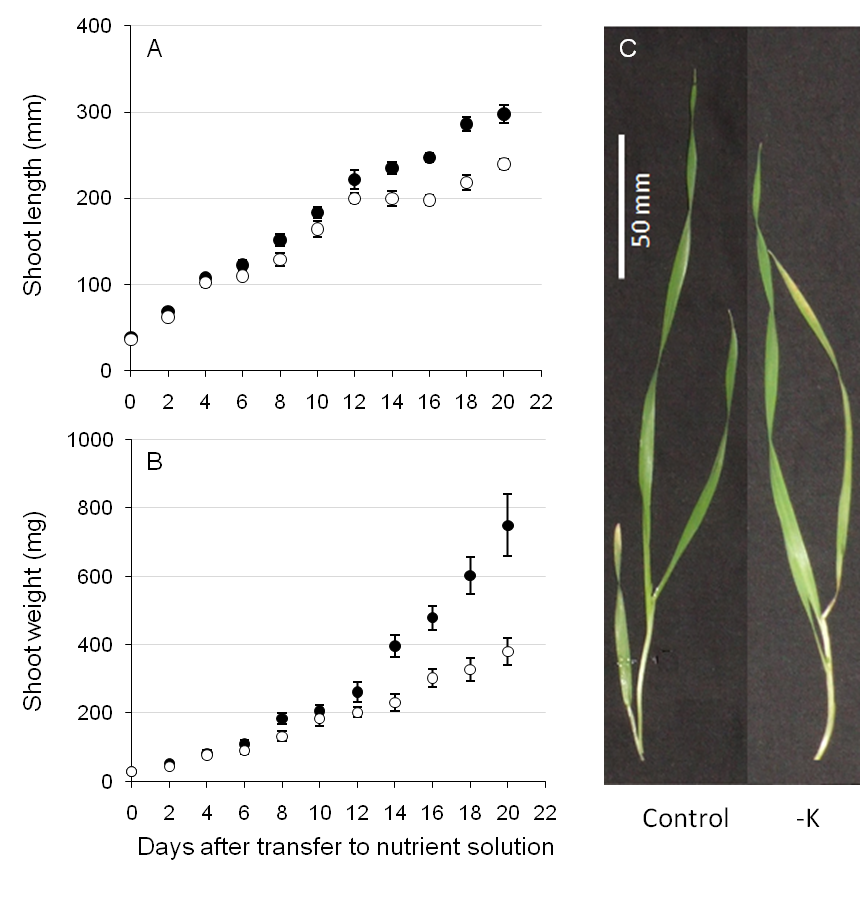 A
Shoot length (mm)
400
300
200
100
0
0 2 4 6 8 10 12 14 16 18 20 22
B
Shoot weight (mg)
1000
800
600
400
200
0
0 2 4 6 8 10 12 14 16 18 20 22
Days after transfer to nutrient solution
C
50 mm
Control -K